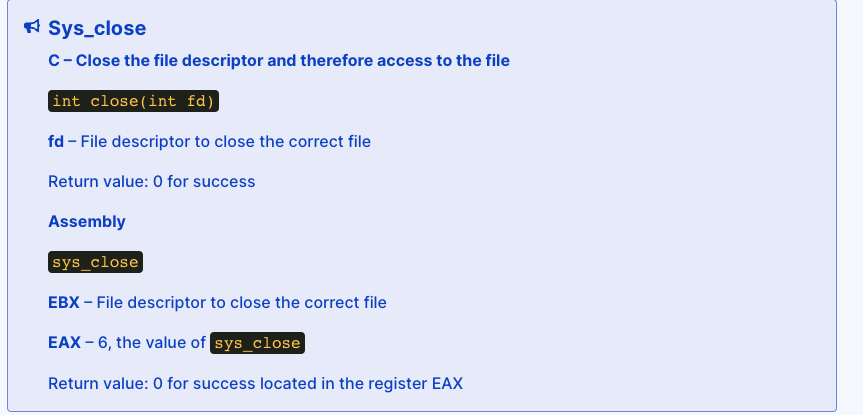 Sys_close
C – Close the file descriptor and therefore access to the file
int close(int fd)
fd – File descriptor to close the correct file
Return value: 0 for success
Assembly
sys_close
EBX – File descriptor to close the correct file
EAX – 6, the value of sys_close
Return value: 0 for success located in the register EAX